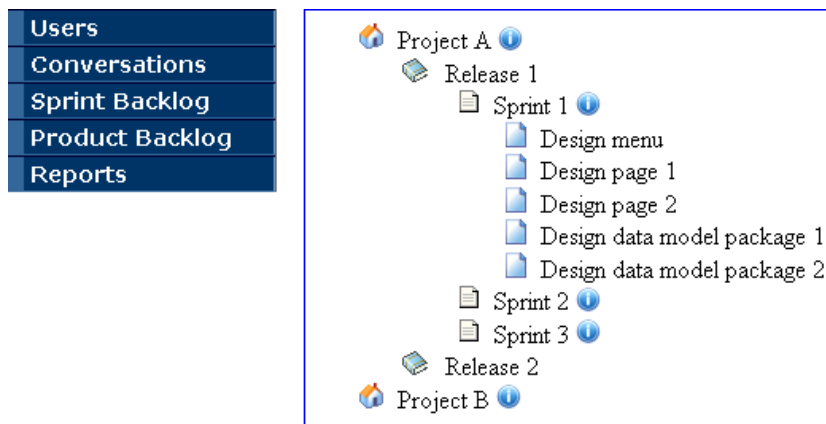 Users
Conversations
Sprint Backlog
Product Backlog
Reports
Project A
Release 1
Sprint 1
Design menu
Design page 1
Design page 2
Design data model package 1
Design data model package 2
Sprint 2
Sprint 3
Release 2
Project B